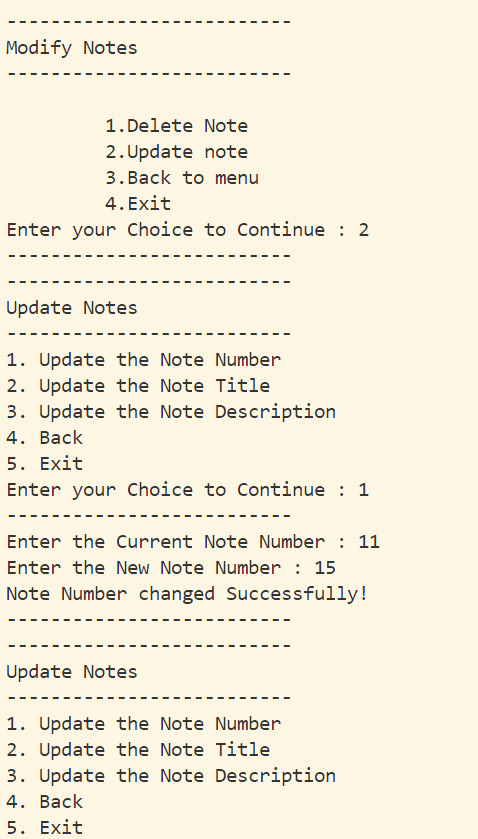 --------------------------
Modify Notes
--------------------------
1.Delete Note
2.Update note
3.Back to menu
4.Exit
Enter your Choice to Continue : 2
--------------------------
--------------------------
Update Notes
--------------------------
1. Update the Note Number
2. Update the Note Title
3. Update the Note Description
4. Back
5. Exit
Enter your Choice to Continue : 1
--------------------------
Enter the Current Note Number : 11
Enter the New Note Number : 15
Note Number changed Successfully!
--------------------------
--------------------------
Update Notes
--------------------------
1. Update the Note Number
2. Update the Note Title
3. Update the Note Description
4. Back
5. Exit